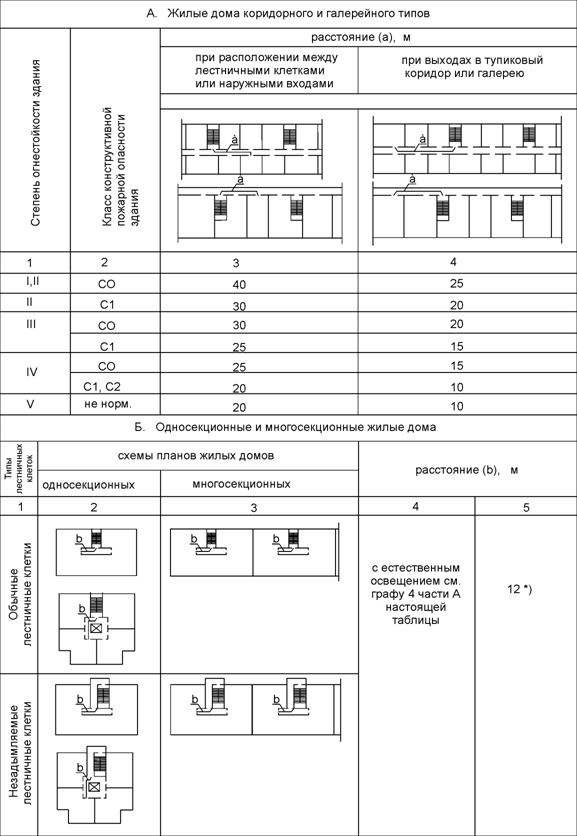 А. Жилые дома коридорного и галерейного типов
Степень огнестойкости здания
Класс конструктивной
пожарной опасности
здания
расстояние (а), м
при расположении между
лестничными клетками
или наружными входами
при выходах в тупиковый
коридор или галерею
а
а
а
а
1 2 3 4
I,II СО 40 25
II С1 30 20
III СО 30 20
С1 25 15
IV СО 25 15
С1, С2 20 10
V не норм. 20 10
Б. Односекционные и многосекционные жилые дома
Типы
лестничных
клеток
схемы планов жилых домов
расстояние (b), м
односекционных
многосекционных
1 2 3 4 5
Обычные
лестничные клетки
b
b
b
b
с естественным
освещением см.
графу 4 части А
настоящей
таблицы
12 *)
Незадымляемые
лестничные клетки
b
b
b
b